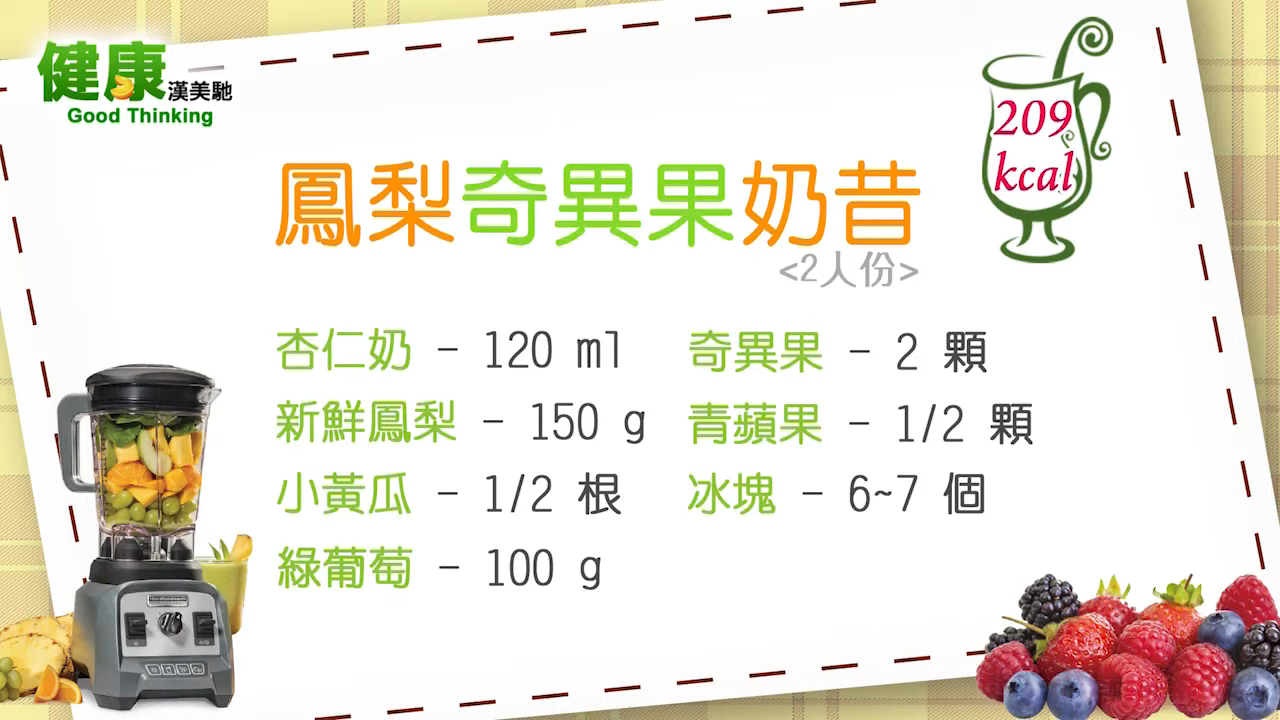 健康漢美馳
Good Thinking
209
kcal
鳳梨奇異果奶昔
<2人份>
杏仁奶 - 120 ml
新鮮鳳梨 - 150 g
小黃瓜 - 1/2 根
綠葡萄 - 100 g
奇異果 - 2 顆
青蘋果 - 1/2 顆
冰塊 - 6~7 個